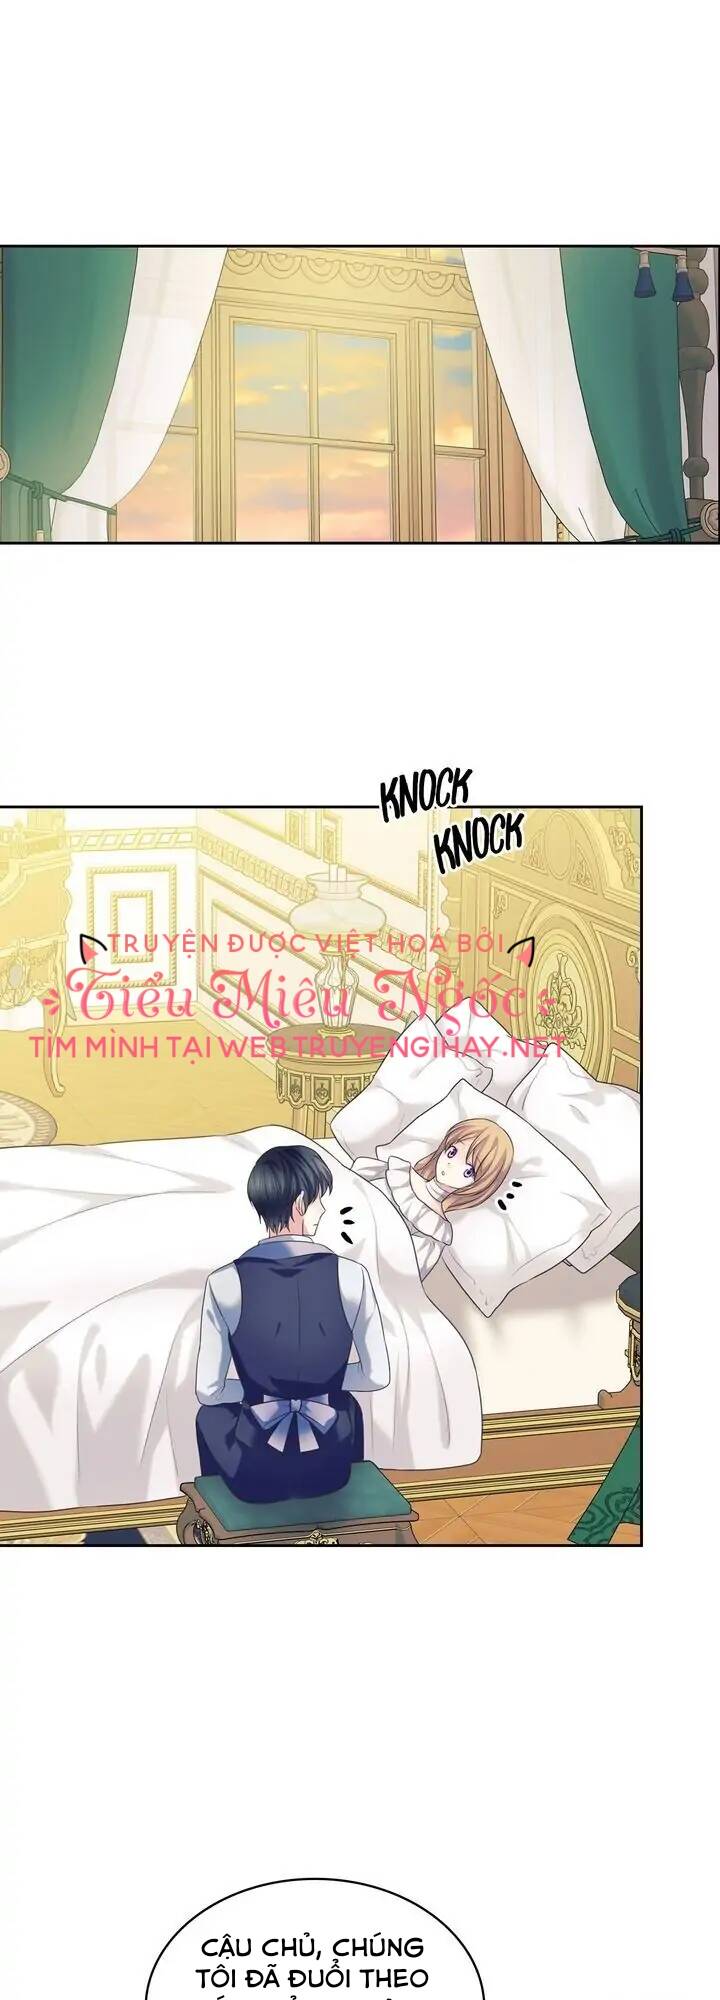 KNOCK
KNOCK
TRUYỆN ĐƯỢC VIỆT HOÁ BỞI
Tiểu Miêu Ngốc
TÌM MÌNH TẠI WEB TRUYENGIHAY.NET
CẬU CHỦ, CHÚNG
TÔI ĐÃ ĐUỔI THEO